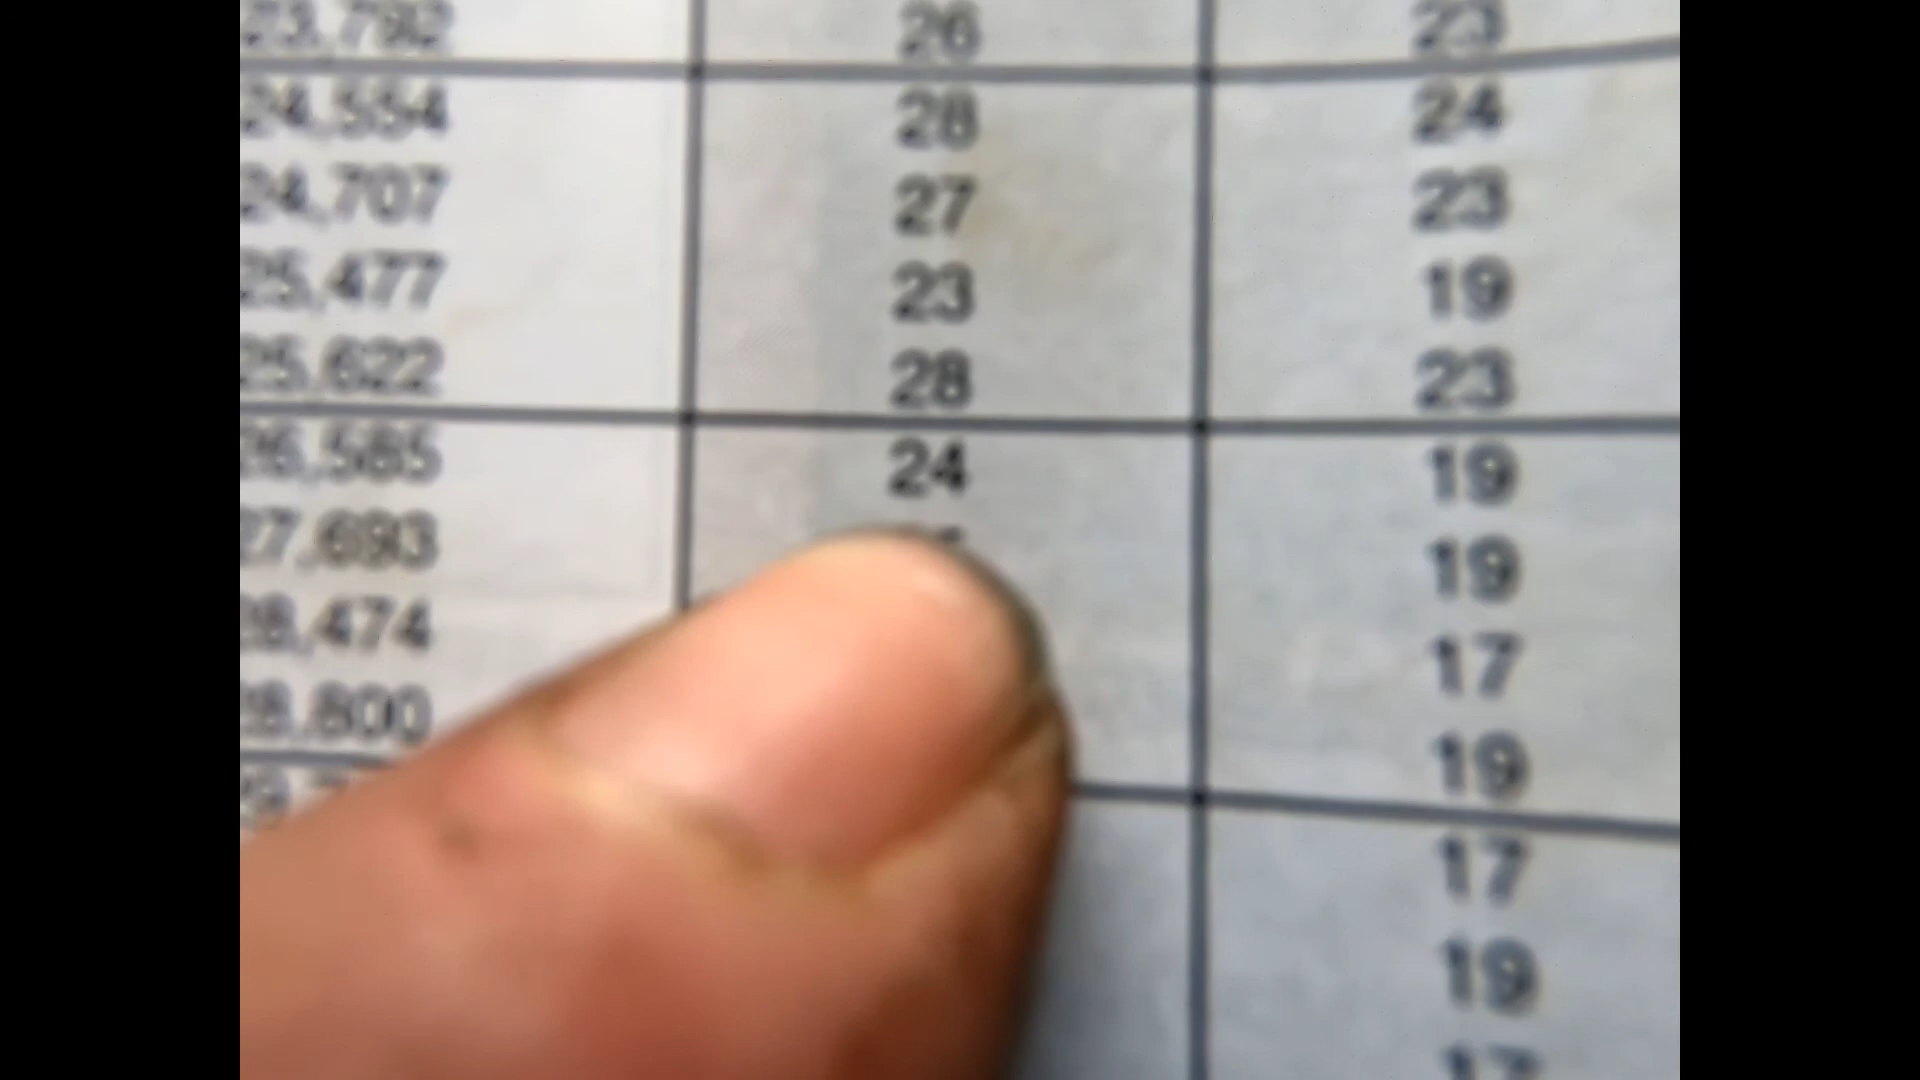 23,792 26 23
24,554 28 24
24,707 27 23
25,477 23 19
25,622 28 23
26,585 24 19
27,693 19
28,474 17
28,800 19
17
19
17